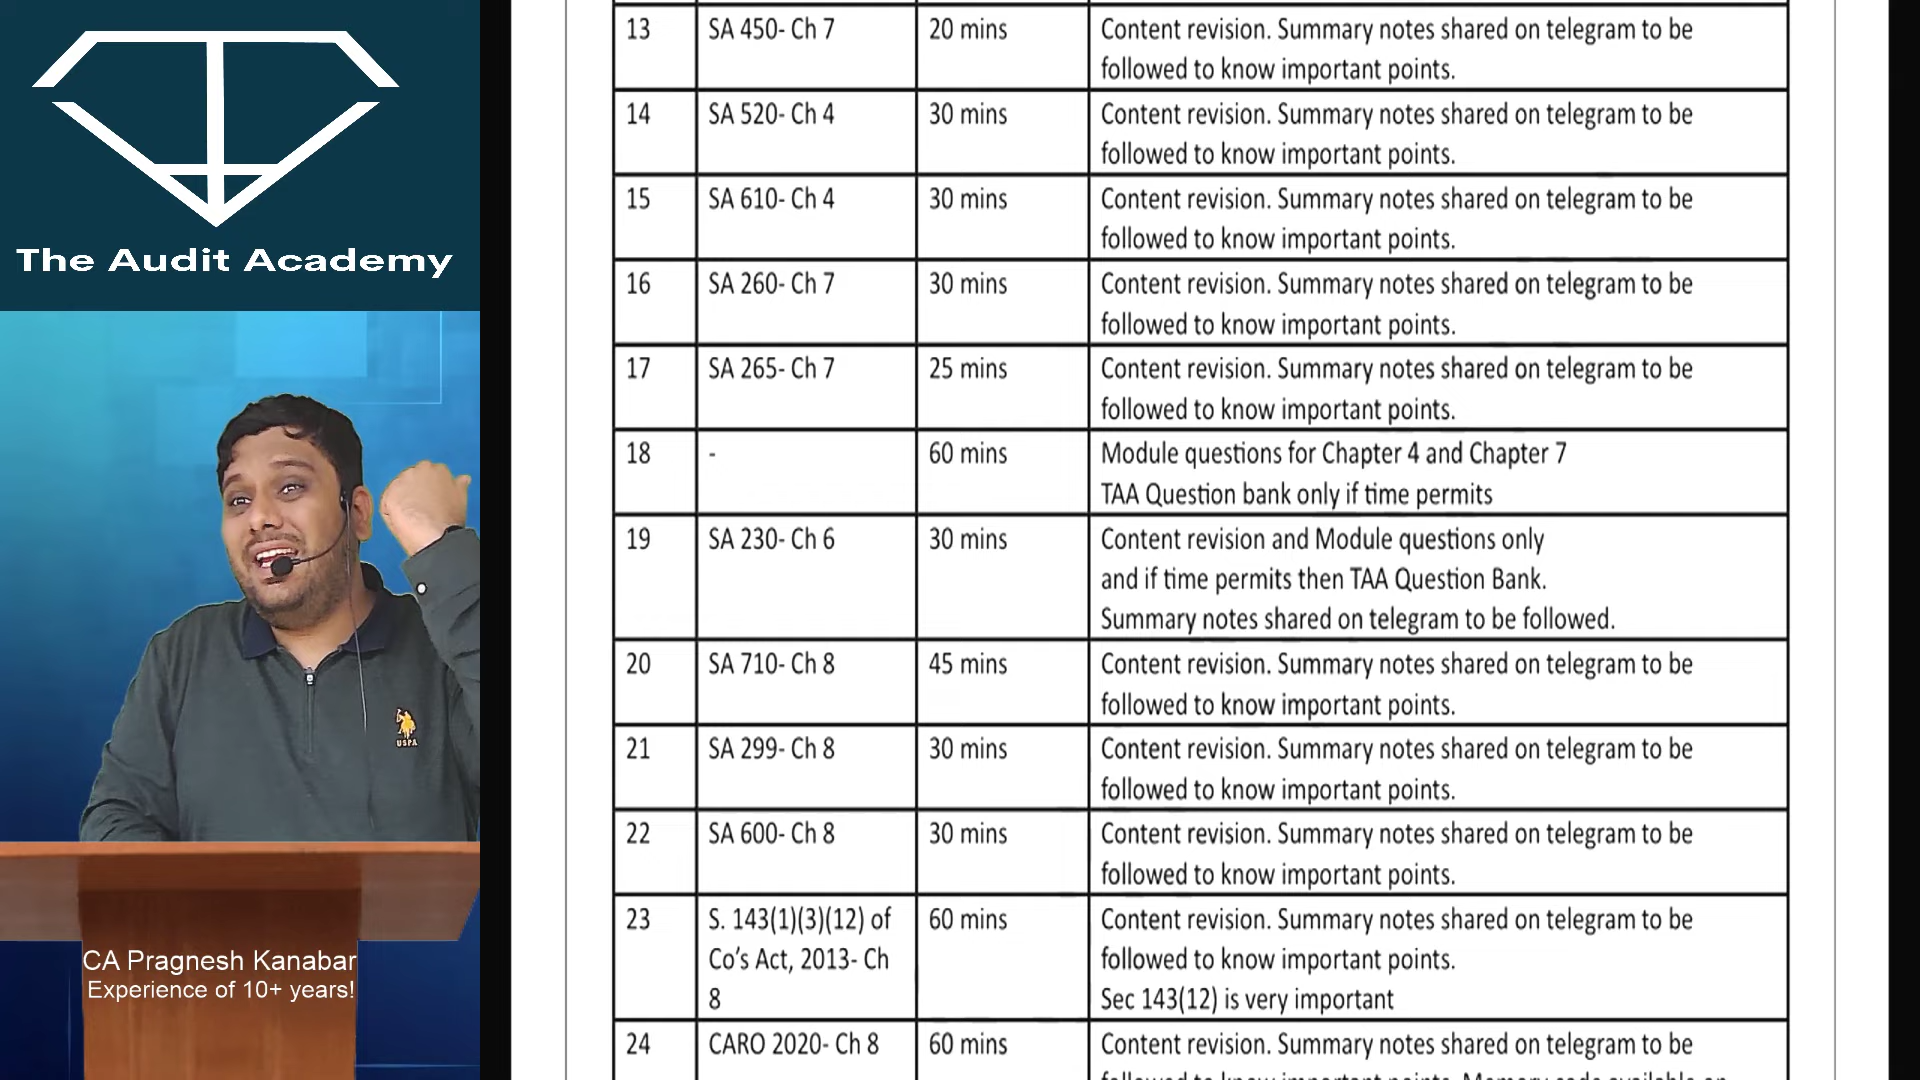 The Audit Academy
USPA
CA Pragnesh Kanabar
Experience of 10+ years!
13 SA 450- Ch 7 20 mins Content revision. Summary notes shared on telegram to be
followed to know important points.
14 SA 520- Ch 4 30 mins Content revision. Summary notes shared on telegram to be
followed to know important points.
15 SA 610- Ch 4 30 mins Content revision. Summary notes shared on telegram to be
followed to know important points.
16 SA 260- Ch 7 30 mins Content revision. Summary notes shared on telegram to be
followed to know important points.
17 SA 265- Ch 7 25 mins Content revision. Summary notes shared on telegram to be
followed to know important points.
18 - 60 mins Module questions for Chapter 4 and Chapter 7
TAA Question bank only if time permits
19 SA 230- Ch 6 30 mins Content revision and Module questions only
and if time permits then TAA Question Bank.
Summary notes shared on telegram to be followed.
20 SA 710- Ch 8 45 mins Content revision. Summary notes shared on telegram to be
followed to know important points.
21 SA 299- Ch 8 30 mins Content revision. Summary notes shared on telegram to be
followed to know important points.
22 SA 600- Ch 8 30 mins Content revision. Summary notes shared on telegram to be
followed to know important points.
23 S. 143(1)(3)(12) of 60 mins Content revision. Summary notes shared on telegram to be
Co's Act, 2013- Ch followed to know important points.
8 Sec 143(12) is very important
24 CARO 2020- Ch 8 60 mins Content revision. Summary notes shared on telegram to be